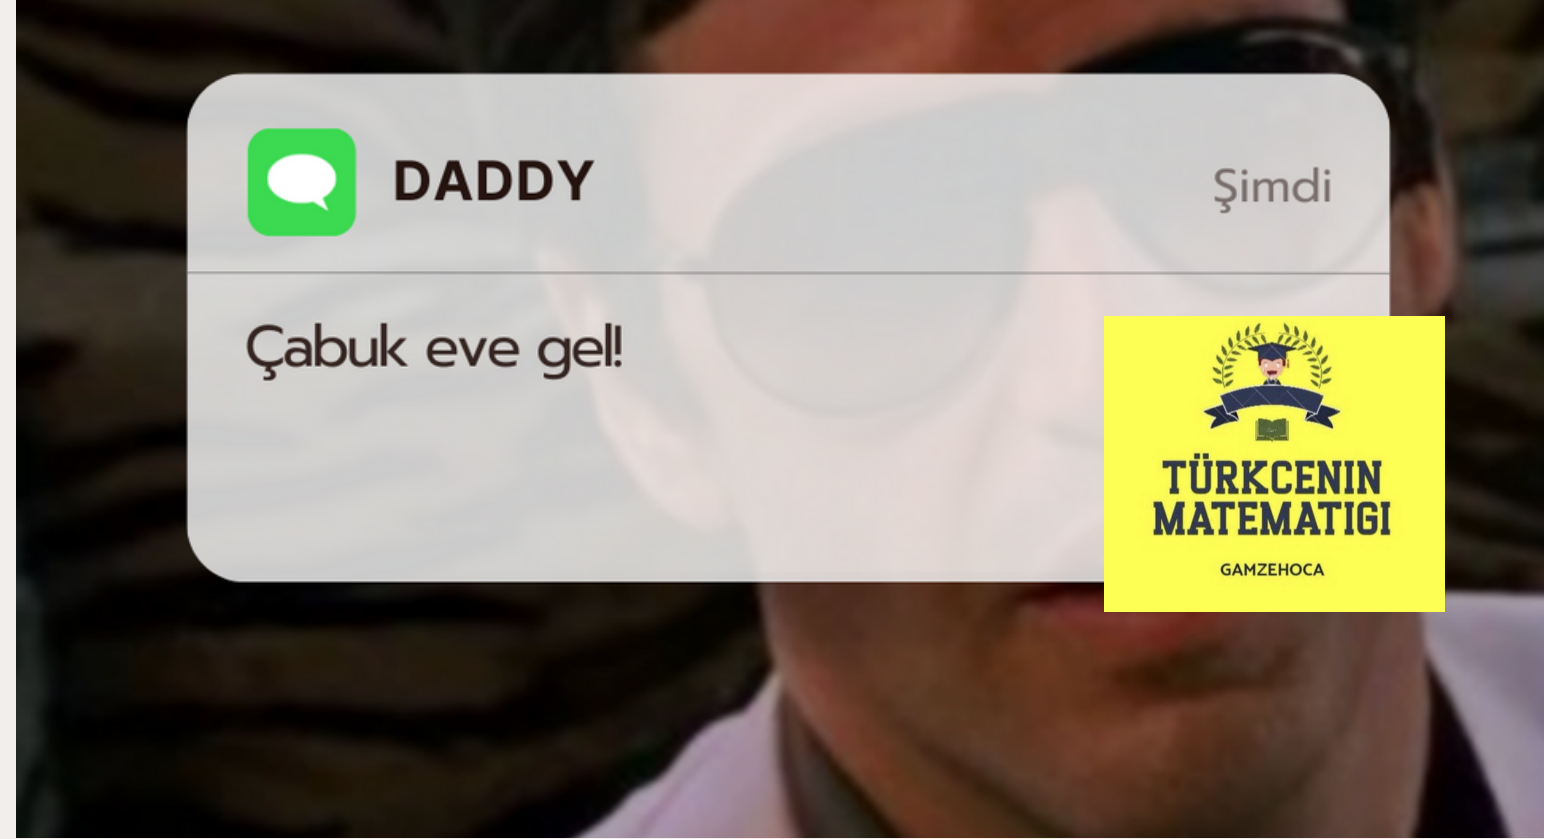 DADDY
Şimdi
Çabuk eve gel!
TÜRKCENIN
MATEMATIGI
GAMZEHOCA